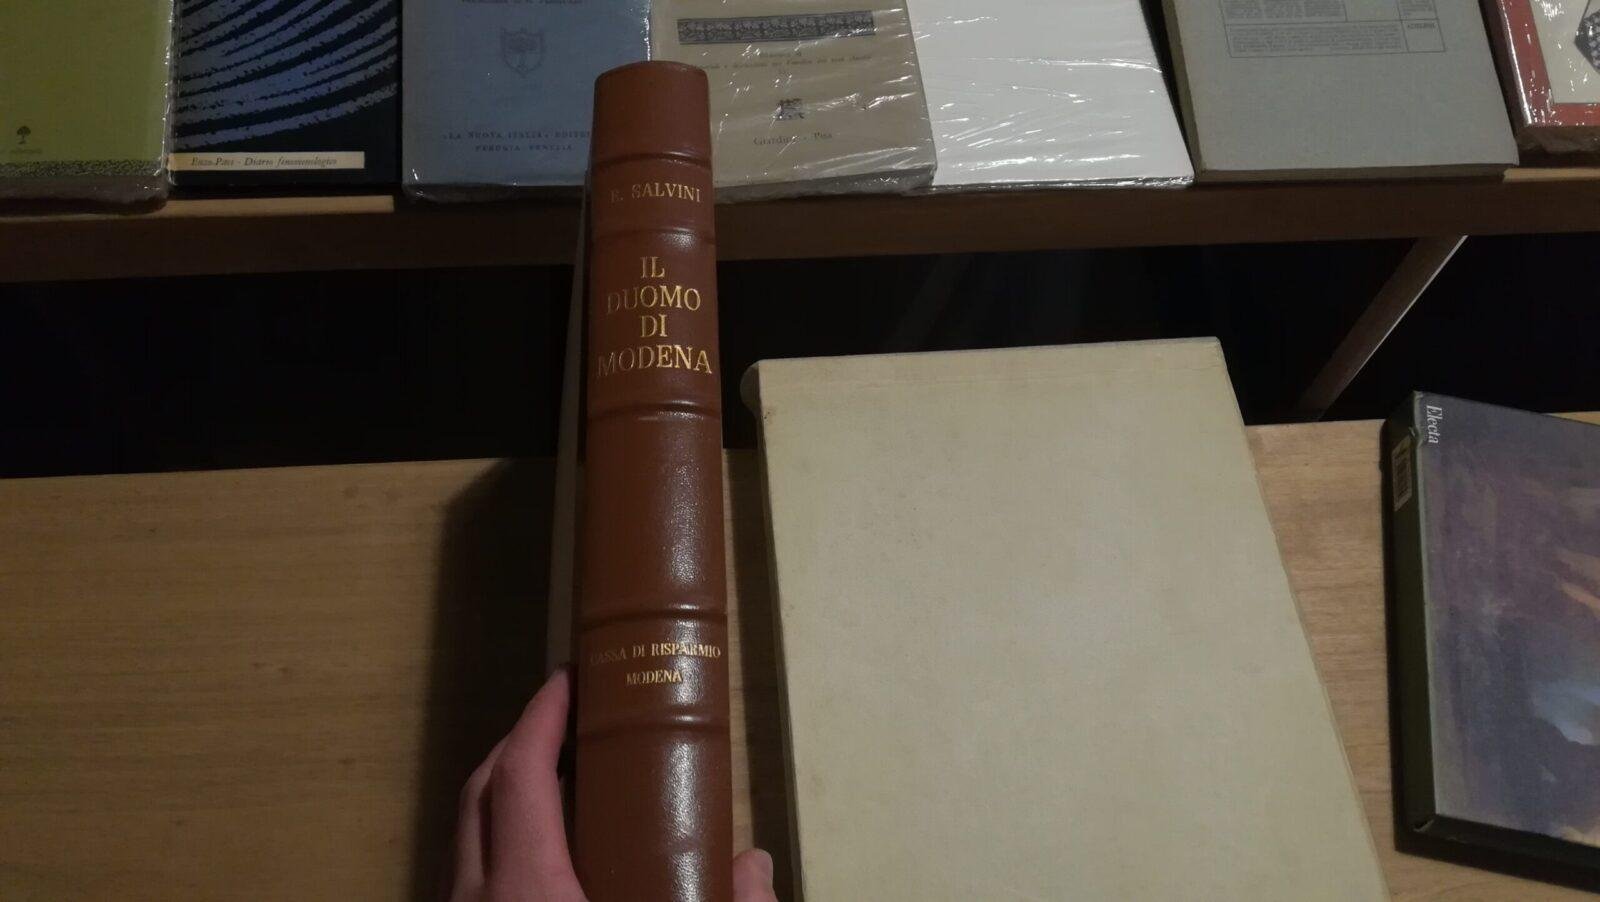 Enzo Paci - Diario fenomenologico
«LA NUOVA ITALIA» EDITRI
PERUGIA-VENEZIA
Giardini - Pisa
R. SALVINI
IL
DUOMO
DI
MODENA
CASSA DI RISPARMIO
MODENA
Electa